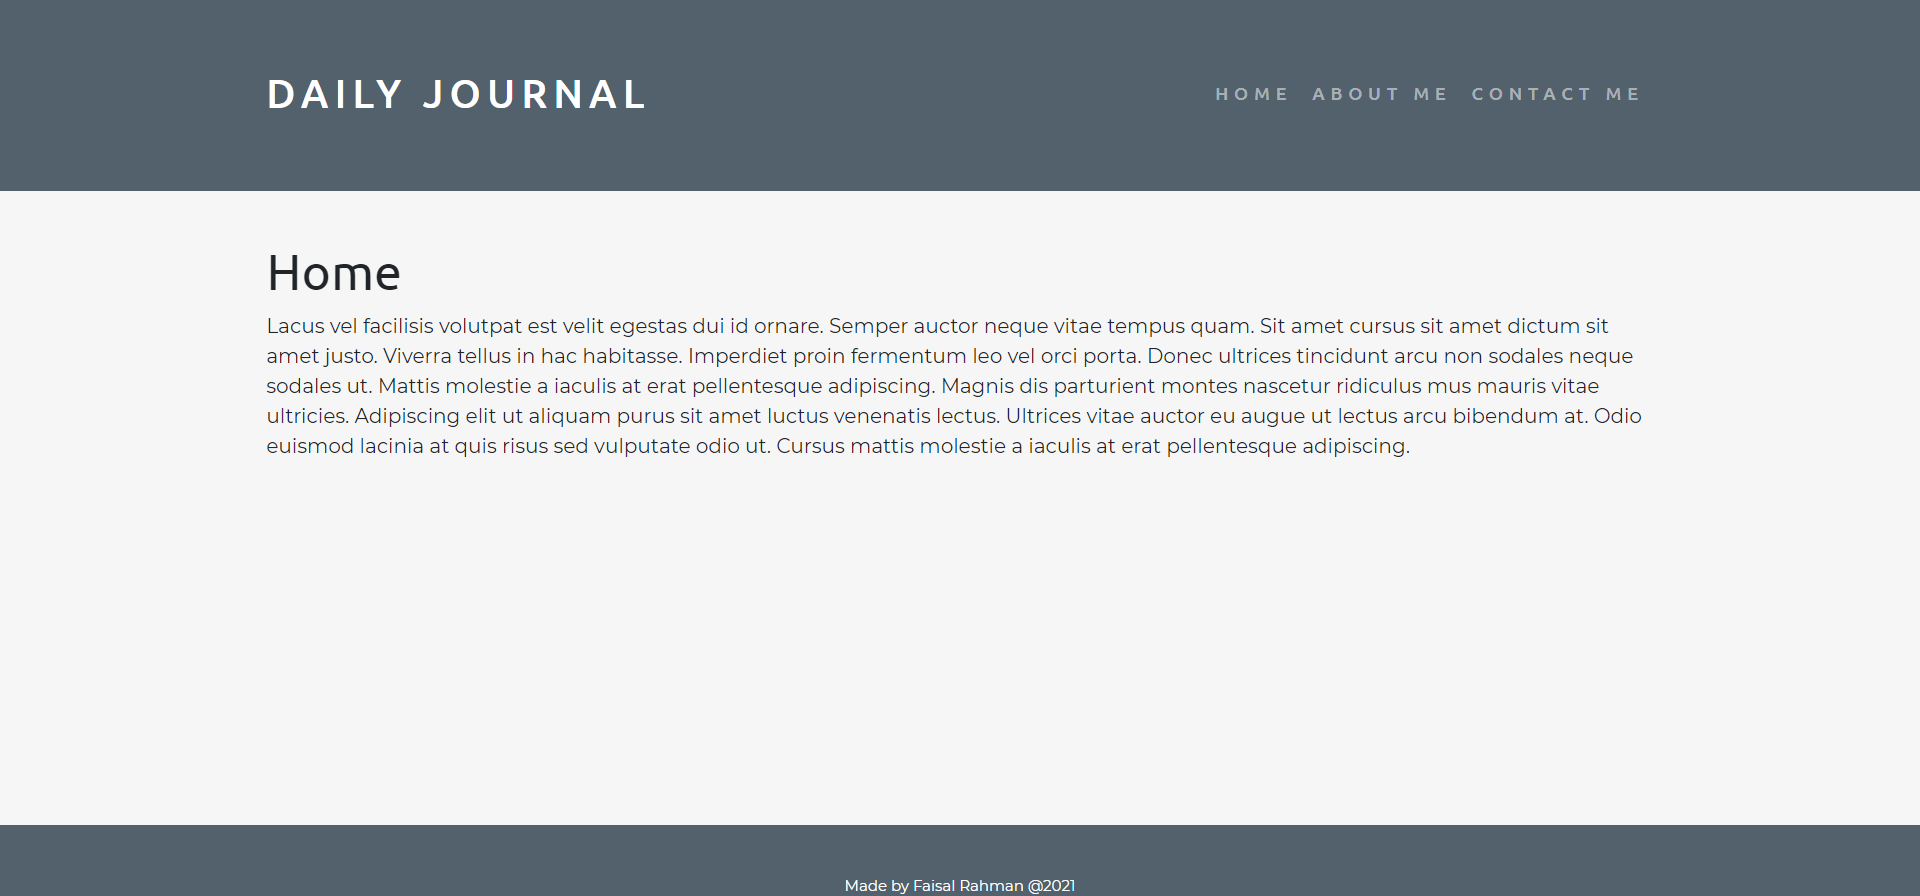 DAILY JOURNAL
HOME ABOUT ME CONTACT ME
Home
Lacus vel facilisis volutpat est velit egestas dui id ornare. Semper auctor neque vitae tempus quam. Sit amet cursus sit amet dictum sit
amet justo. Viverra tellus in hac habitasse. Imperdiet proin fermentum leo vel orci porta. Donec ultrices tincidunt arcu non sodales neque
sodales ut. Mattis molestie a iaculis at erat pellentesque adipiscing. Magnis dis parturient montes nascetur ridiculus mus mauris vitae
ultricies. Adipiscing elit ut aliquam purus sit amet luctus venenatis lectus. Ultrices vitae auctor eu augue ut lectus arcu bibendum at. Odio
euismod lacinia at quis risus sed vulputate odio ut. Cursus mattis molestie a iaculis at erat pellentesque adipiscing.
Made by Faisal Rahman @2021